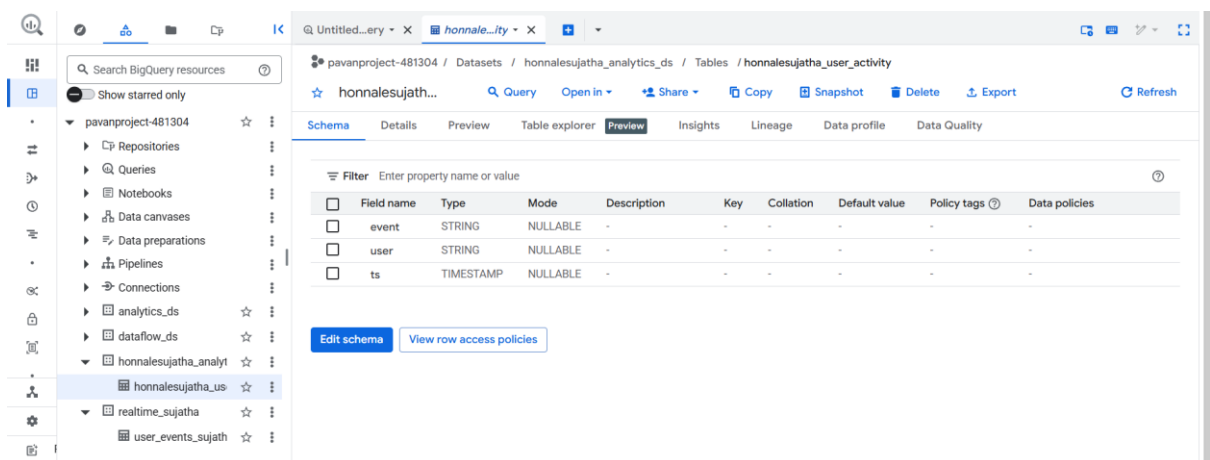 Untitled...ery
honnale...ity
Search BigQuery resources
Show starred only
pavanproject-481304
Repositories
Queries
Notebooks
Data canvases
Data preparations
Pipelines
Connections
analytics_ds
dataflow_ds
honnalesujatha_analyt
honnalesujatha_us
realtime_sujatha
user_events_sujath
pavanproject-481304 / Datasets / honnalesujatha_analytics_ds / Tables / honnalesujatha_user_activity
honnalesujath... Query Open in Share Copy Snapshot Delete Export Refresh
Schema Details Preview Table explorer Preview Insights Lineage Data profile Data Quality
Filter Enter property name or value
Field name Type Mode Description Key Collation Default value Policy tags Data policies
event STRING NULLABLE - - - - - -
user STRING NULLABLE - - - - - -
ts TIMESTAMP NULLABLE - - - - - -
Edit schema View row access policies